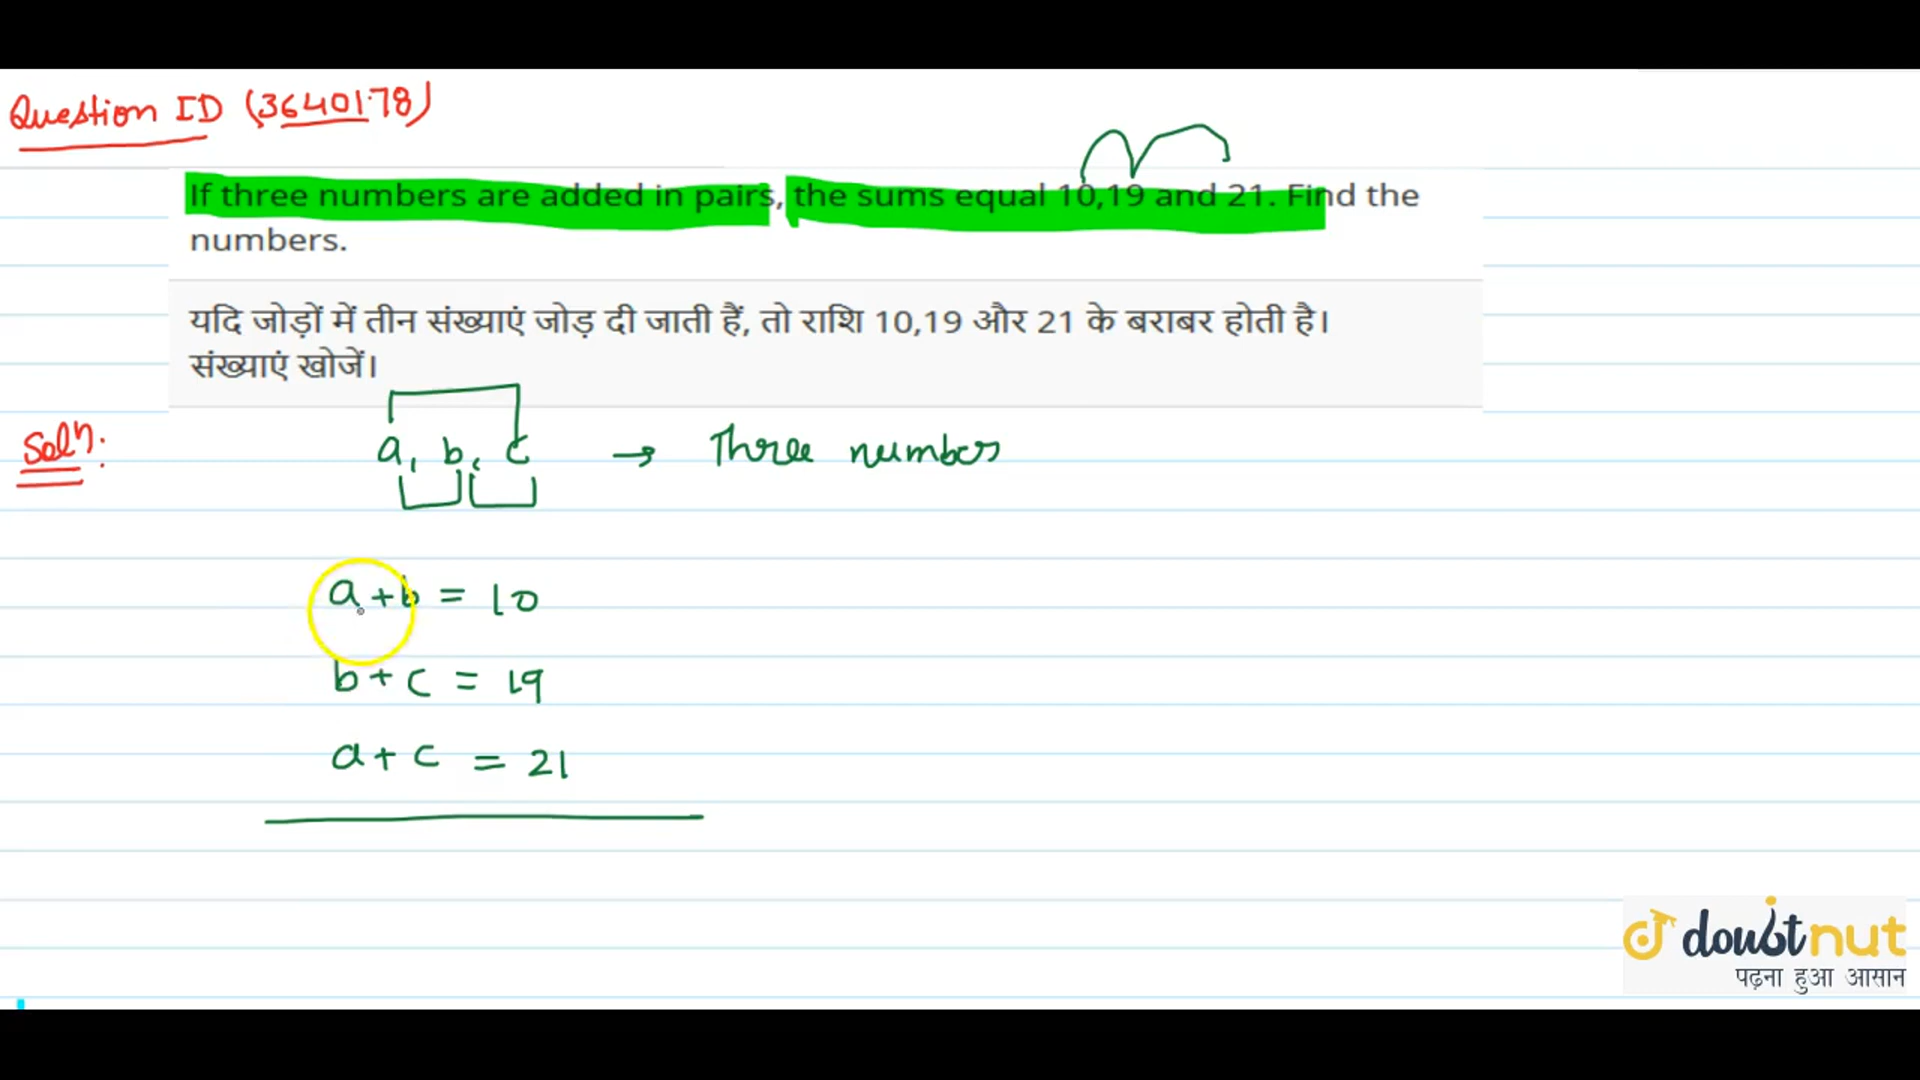 Question ID (3640178)
If three numbers are added in pairs, the sums equal 10,19 and 21. Find the
numbers.
यदि जोड़ों में तीन संख्याएं जोड़ दी जाती हैं, तो राशि 10,19 और 21 के बराबर होती है।
संख्याएं खोजें।
Solⁿ:
a, b, c → Three number
a+b = 10
b+c = 19
a+c = 21
doubtnut
पढ़ना हुआ आसान